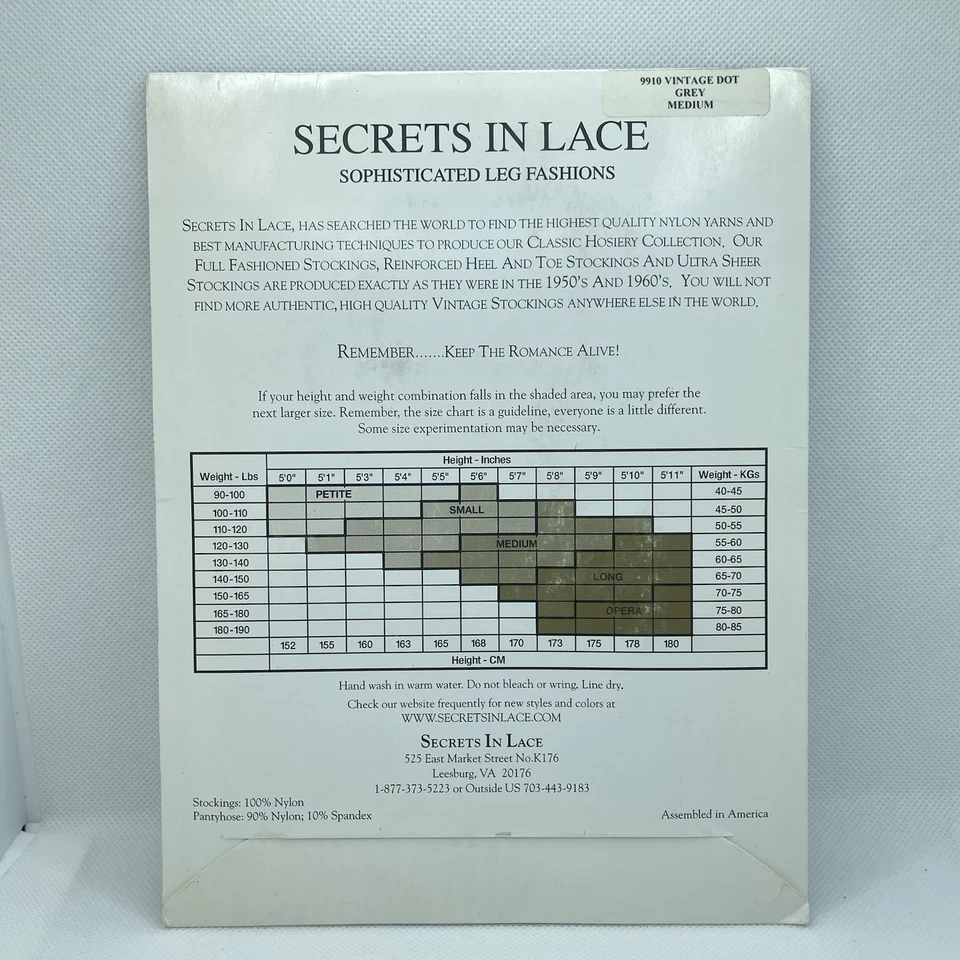 9910 VINTAGE DOT
GREY
MEDIUM
SECRETS IN LACE
SOPHISTICATED LEG FASHIONS
SECRETS IN LACE, HAS SEARCHED THE WORLD TO FIND THE HIGHEST QUALITY NYLON YARNS AND
BEST MANUFACTURING TECHNIQUES TO PRODUCE OUR CLASSIC HOSIERY COLLECTION. OUR
FULL FASHIONED STOCKINGS, REINFORCED HEEL AND TOE STOCKINGS AND ULTRA SHEER
STOCKINGS ARE PRODUCED EXACTLY AS THEY WERE IN THE 1950'S AND 1960'S. YOU WILL NOT
FIND MORE AUTHENTIC, HIGH QUALITY VINTAGE STOCKINGS ANYWHERE ELSE IN THE WORLD.
REMEMBER.......KEEP THE ROMANCE ALIVE!
If your height and weight combination falls in the shaded area, you may prefer the
next larger size. Remember, the size chart is a guideline, everyone is a little different.
Some size experimentation may be necessary.
Height - Inches
Weight - Lbs 5'0" 5'1" 5'3" 5'4" 5'5" 5'6" 5'7" 5'8" 5'9" 5'10" 5'11" Weight - KGs
90-100 PETITE 40-45
100-110 SMALL 45-50
110-120 50-55
120-130 MEDIUM 55-60
130-140 60-65
140-150 LONG 65-70
150-165 70-75
165-180 OPERA 75-80
180-190 80-85
152 155 160 163 165 168 170 173 175 178 180
Height - CM
Hand wash in warm water. Do not bleach or wring. Line dry.
Check our website frequently for new styles and colors at
WWW.SECRETSINLACE.COM
SECRETS IN LACE
525 East Market Street No.K176
Leesburg, VA 20176
1-877-373-5223 or Outside US 703-443-9183
Stockings: 100% Nylon
Pantyhose: 90% Nylon; 10% Spandex
Assembled in America